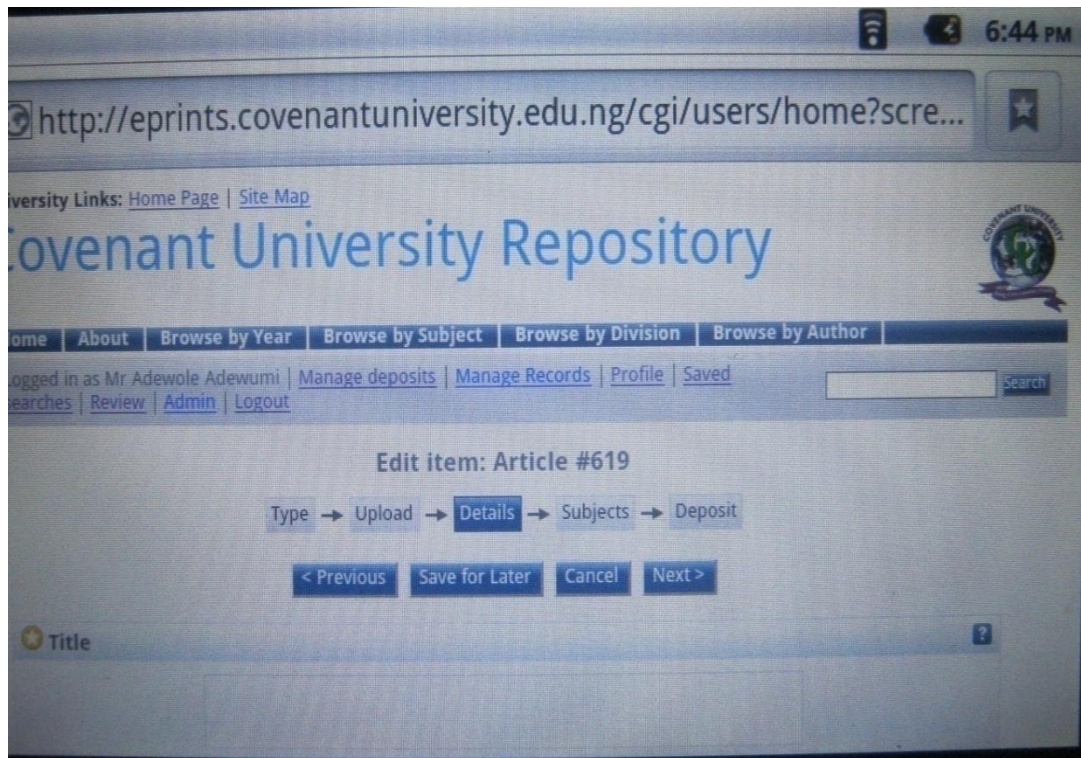 6:44 PM
http://eprints.covenantuniversity.edu.ng/cgi/users/home?scre...
iversity Links: Home Page | Site Map
ovenant University Repository
COVENANT UNIVERSITY
ome | About | Browse by Year | Browse by Subject | Browse by Division | Browse by Author
ogged in as Mr Adewole Adewumi | Manage deposits | Manage Records | Profile | Saved
earches | Review | Admin | Logout
Search
Edit item: Article #619
Type → Upload → Details → Subjects → Deposit
< Previous Save for Later Cancel Next >
Title ?